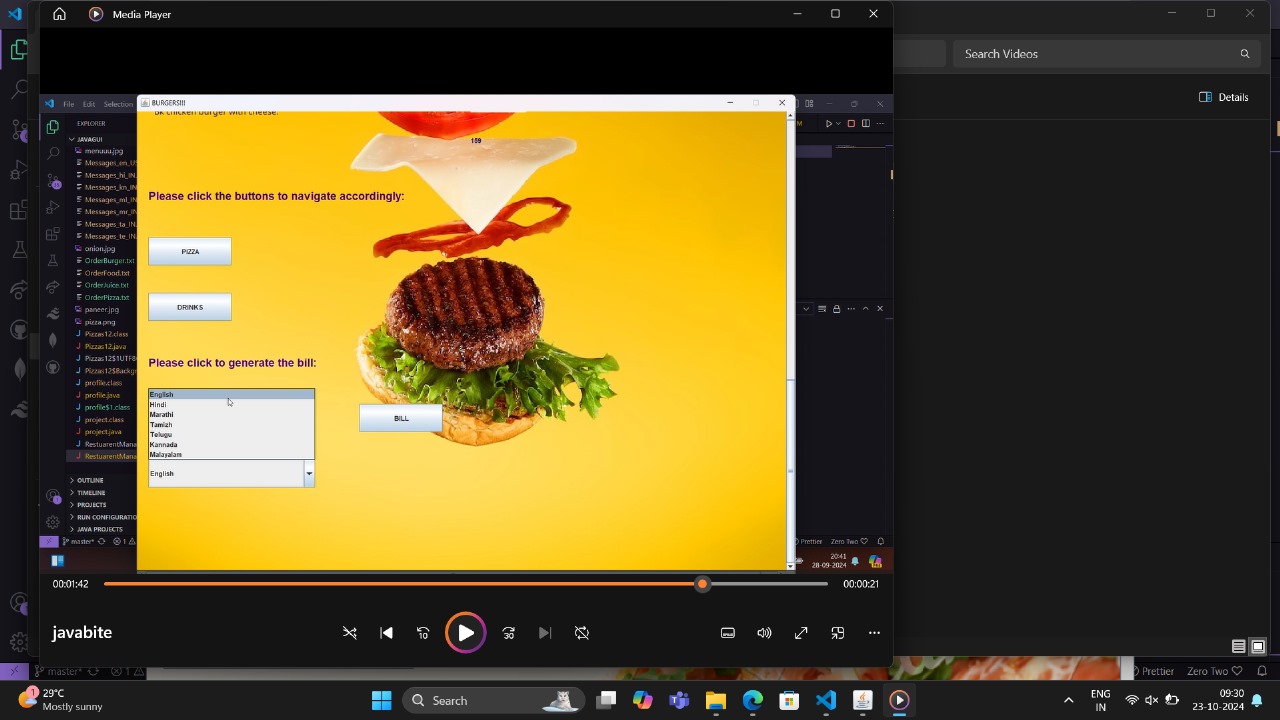 Media Player
Search Videos
Details
File Edit Selection
BURGERS!!!
EXPLORER
JAVAGUI
menuuu.jpg
Messages_en_US
Messages_hi_IN.
Messages_kn_IN.
Messages_ml_IN.
Messages_mr_IN.
Messages_ta_IN.
Messages_te_IN.
onion.jpg
OrderBurger.txt
OrderFood.txt
OrderJuice.txt
OrderPizza.txt
paneer.jpg
pizza.png
Pizzas12.class
Pizzas12.java
Pizzas12$1UTF8
Pizzas12$Backgr
profile.class
profile.java
profile$1.class
project.class
project.java
RestuarentMana
RestuarentMana
OUTLINE
TIMELINE
PROJECTS
RUN CONFIGURATIO
JAVA PROJECTS
master*
1
BK chicken burger with cheese.
159
Please click the buttons to navigate accordingly:
PIZZA
DRINKS
Please click to generate the bill:
English
Hindi
Marathi
Tamizh
Telugu
Kannada
Malayalam
English
BILL
Prettier Zero Two
20:41
28-09-2024
00:01:42
00:00:21
javabite
10
30
master* 1
Prettier Zero Two
1
29°C
Mostly sunny
Search
ENG
IN
09:30
23-10-2024